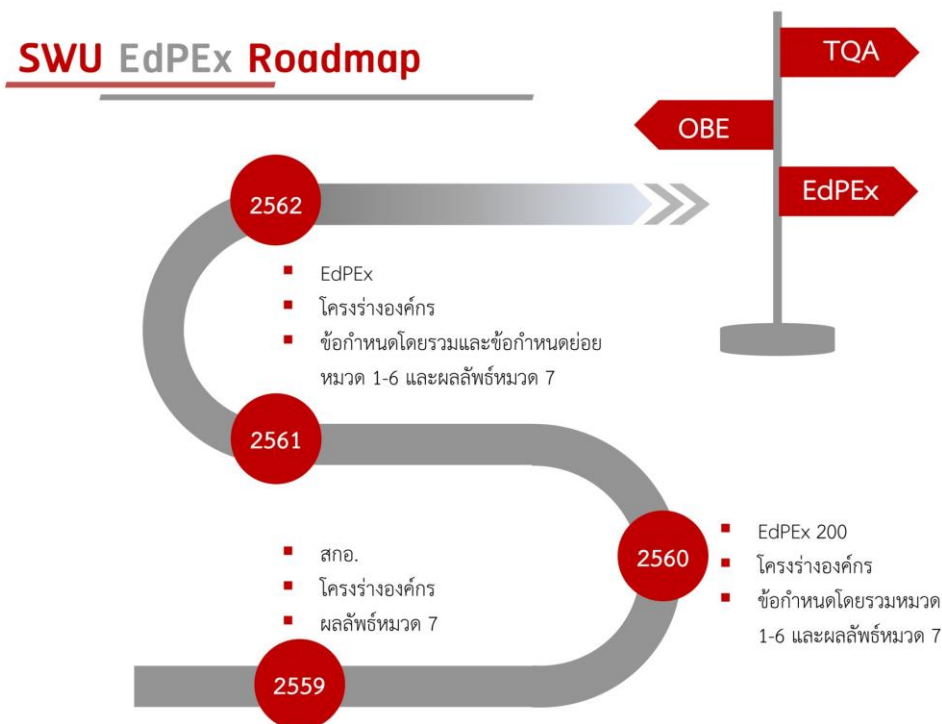 SWU EdPEx Roadmap
TQA
OBE
EdPEx
2562
EdPEx
โครงร่างองค์กร
ข้อกำหนดโดยรวมและข้อกำหนดย่อย
หมวด 1-6 และผลลัพธ์หมวด 7
2561
2560
EdPEx 200
โครงร่างองค์กร
ข้อกำหนดโดยรวมหมวด
1-6 และผลลัพธ์หมวด 7
สกอ.
โครงร่างองค์กร
ผลลัพธ์หมวด 7
2559